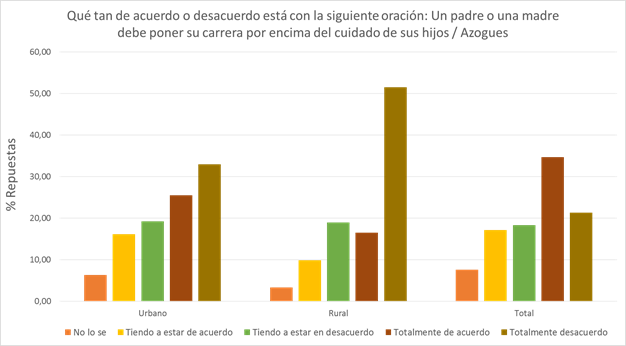 Qué tan de acuerdo o desacuerdo está con la siguiente oración: Un padre o una madre
debe poner su carrera por encima del cuidado de sus hijos / Azogues
% Repuestas
60,00
50,00
40,00
30,00
20,00
10,00
0,00
Urbano Rural Total
No lo se Tiendo a estar de acuerdo Tiendo a estar en desacuerdo Totalmente de acuerdo Totalmente desacuerdo